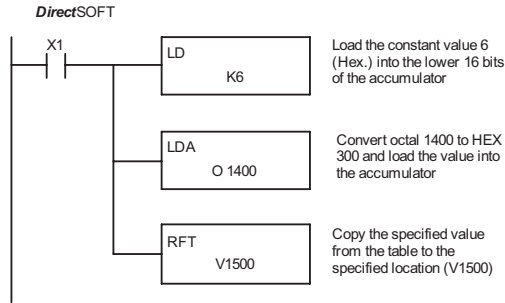 DirectSOFT
X1
LD
K6
Load the constant value 6
(Hex.) into the lower 16 bits
of the accumulator
LDA
O 1400
Convert octal 1400 to HEX
300 and load the value into
the accumulator
RFT
V1500
Copy the specified value
from the table to the
specified location (V1500)